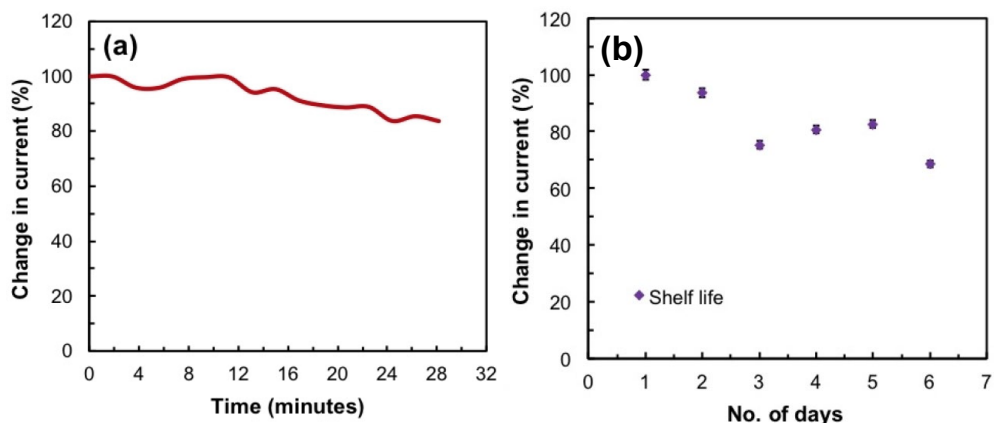 (a)
Change in current (%)
120
100
80
60
40
20
0
0 4 8 12 16 20 24 28 32
Time (minutes)
(b)
Change in current (%)
120
100
80
60
40
20
0
Shelf life
0 1 2 3 4 5 6 7
No. of days